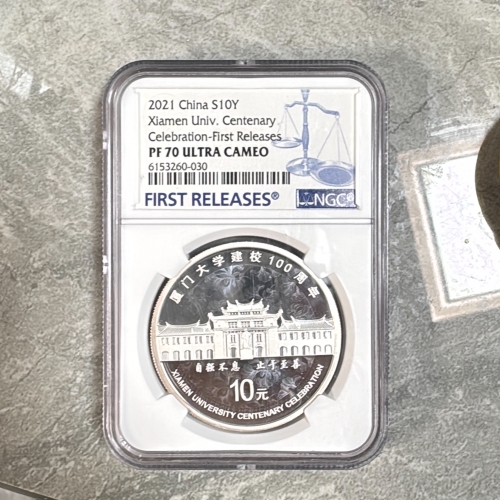 2021 China S10Y
Xiamen Univ. Centenary
Celebration-First Releases
PF 70 ULTRA CAMEO
6153260-030
FIRST RELEASES®
NGC
厦门大学建校100周年
自强不息 止于至善
10元
XIAMEN UNIVERSITY CENTENARY CELEBRATION